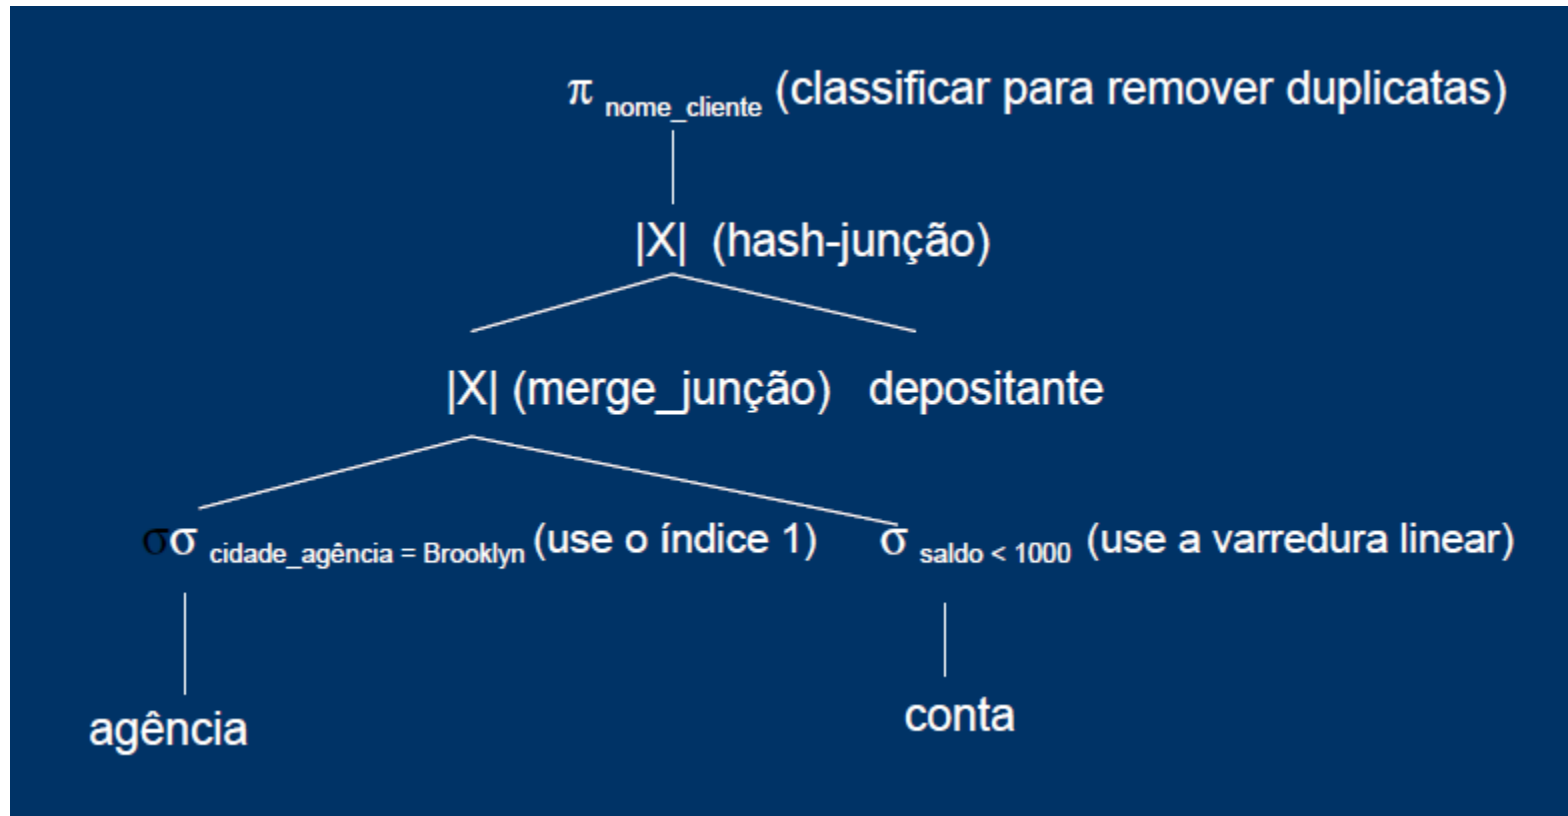 π nome_cliente (classificar para remover duplicatas)
|X| (hash-junção)
|X| (merge_junção) depositante
σσ cidade_agência = Brooklyn (use o índice 1) σ saldo < 1000 (use a varredura linear)
agência conta